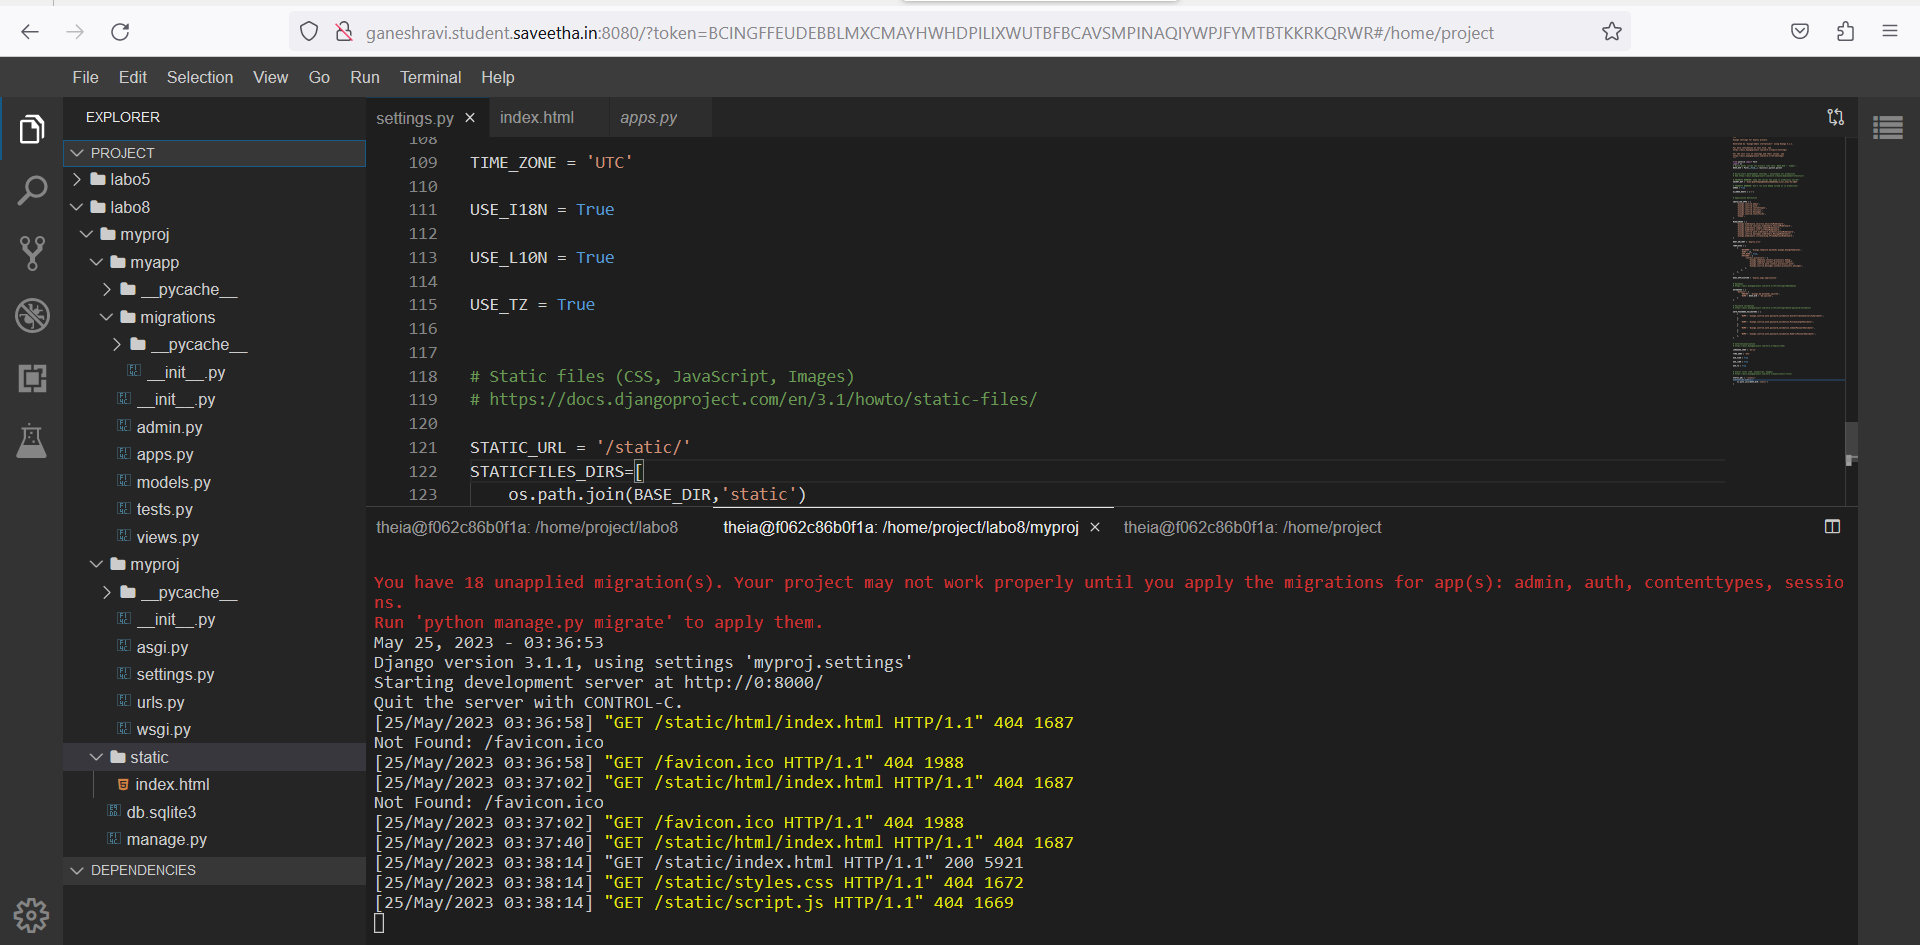 ganeshravi.student.saveetha.in:8080/?token=BCINGFFEUDEBBLMXCMAYHWHDPILIXWUTBFBCAVSMPINAQIYWPJFYMTBTKKRKQRWR#/home/project
File Edit Selection View Go Run Terminal Help
EXPLORER
PROJECT
labo5
labo8
myproj
myapp
__pycache__
migrations
__pycache__
__init__.py
__init__.py
admin.py
apps.py
models.py
tests.py
views.py
myproj
__pycache__
__init__.py
asgi.py
settings.py
urls.py
wsgi.py
static
index.html
db.sqlite3
manage.py
DEPENDENCIES
settings.py index.html apps.py
108
109 TIME_ZONE = 'UTC'
110
111 USE_I18N = True
112
113 USE_L10N = True
114
115 USE_TZ = True
116
117
118 # Static files (CSS, JavaScript, Images)
119 # https://docs.djangoproject.com/en/3.1/howto/static-files/
120
121 STATIC_URL = '/static/'
122 STATICFILES_DIRS=[
123 os.path.join(BASE_DIR,'static')
theia@f062c86b0f1a: /home/project/labo8 theia@f062c86b0f1a: /home/project/labo8/myproj theia@f062c86b0f1a: /home/project
You have 18 unapplied migration(s). Your project may not work properly until you apply the migrations for app(s): admin, auth, contenttypes, sessio
ns.
Run 'python manage.py migrate' to apply them.
May 25, 2023 - 03:36:53
Django version 3.1.1, using settings 'myproj.settings'
Starting development server at http://0:8000/
Quit the server with CONTROL-C.
[25/May/2023 03:36:58] "GET /static/html/index.html HTTP/1.1" 404 1687
Not Found: /favicon.ico
[25/May/2023 03:36:58] "GET /favicon.ico HTTP/1.1" 404 1988
[25/May/2023 03:37:02] "GET /static/html/index.html HTTP/1.1" 404 1687
Not Found: /favicon.ico
[25/May/2023 03:37:02] "GET /favicon.ico HTTP/1.1" 404 1988
[25/May/2023 03:37:40] "GET /static/html/index.html HTTP/1.1" 404 1687
[25/May/2023 03:38:14] "GET /static/index.html HTTP/1.1" 200 5921
[25/May/2023 03:38:14] "GET /static/styles.css HTTP/1.1" 404 1672
[25/May/2023 03:38:14] "GET /static/script.js HTTP/1.1" 404 1669